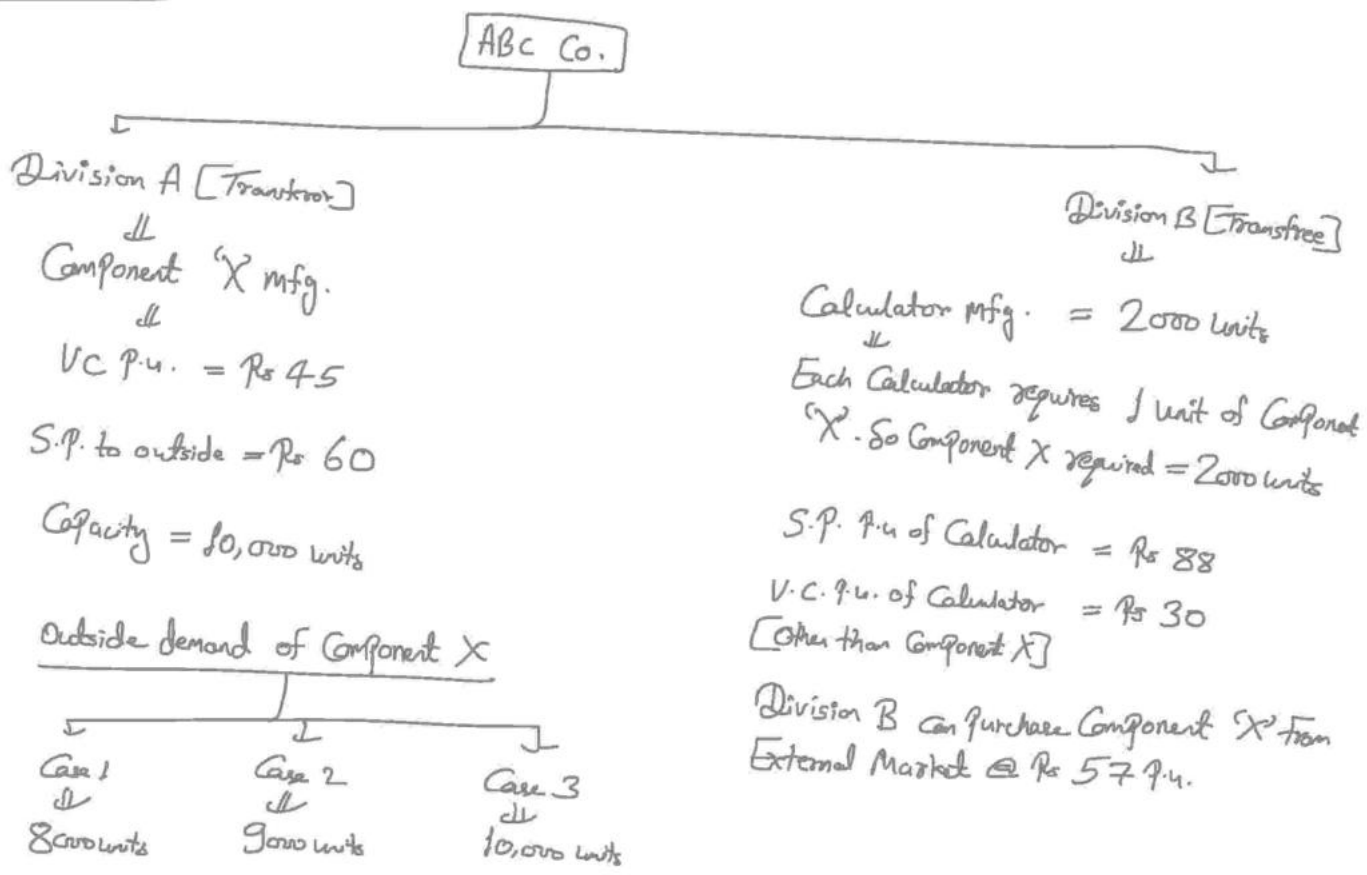 ABC Co.
Division A [Transferor]
Component 'X' mfg.
VC P.u. = Rs 45
S.P. to outside = Rs 60
Capacity = 10,000 units
Outside demand of Component X
Case 1
Case 2
Case 3
8000 units
9000 units
10,000 units
Division B [Transfree]
Calculator mfg. = 2000 units
Each Calculator requires 1 unit of Component
'X'. So Component X required = 2000 units
S.P. P.u of Calculator = Rs 88
V.C. P.u. of Calculator = Rs 30
[Other than Component X]
Division B Can Purchase Component 'X' From
External Market @ Rs 57 P.u.